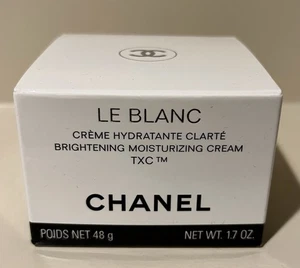 LE BLANC
CRÈME HYDRATANTE CLARTÉ
BRIGHTENING MOISTURIZING CREAM
TXC™
CHANEL
POIDS NET 48 g NET WT. 1.7 OZ.